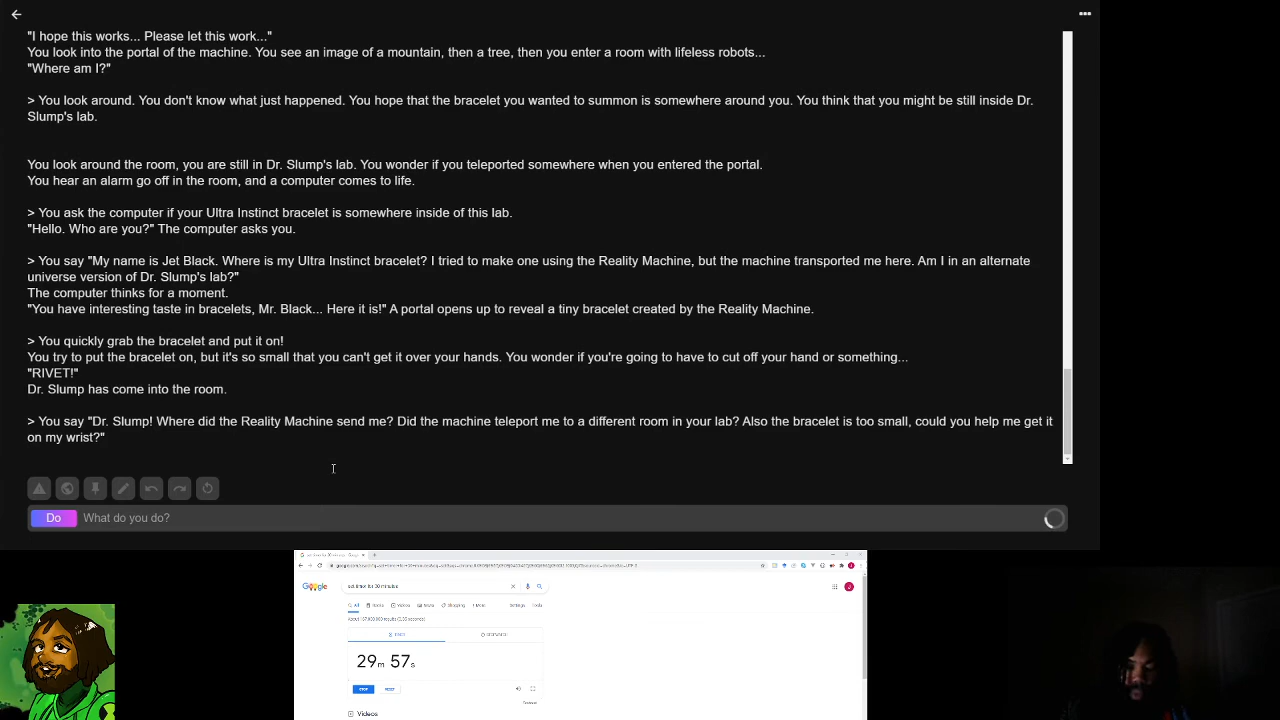 "I hope this works... Please let this work..."
You look into the portal of the machine. You see an image of a mountain, then a tree, then you enter a room with lifeless robots...
"Where am I?"
> You look around. You don't know what just happened. You hope that the bracelet you wanted to summon is somewhere around you. You think that you might be still inside Dr.
Slump's lab.
You look around the room, you are still in Dr. Slump's lab. You wonder if you teleported somewhere when you entered the portal.
You hear an alarm go off in the room, and a computer comes to life.
> You ask the computer if your Ultra Instinct bracelet is somewhere inside of this lab.
"Hello. Who are you?" The computer asks you.
> You say "My name is Jet Black. Where is my Ultra Instinct bracelet? I tried to make one using the Reality Machine, but the machine transported me here. Am I in an alternate
universe version of Dr. Slump's lab?"
The computer thinks for a moment.
"You have interesting taste in bracelets, Mr. Black... Here it is!" A portal opens up to reveal a tiny bracelet created by the Reality Machine.
> You quickly grab the bracelet and put it on!
You try to put the bracelet on, but it's so small that you can't get it over your hands. You wonder if you're going to have to cut off your hand or something...
"RIVET!"
Dr. Slump has come into the room.
> You say "Dr. Slump! Where did the Reality Machine send me? Did the machine teleport me to a different room in your lab? Also the bracelet is too small, could you help me get it
on my wrist?"
Do What do you do?
Google
All
Videos
Shopping
Settings Tools
29m 57s
STOP
RESET
Videos